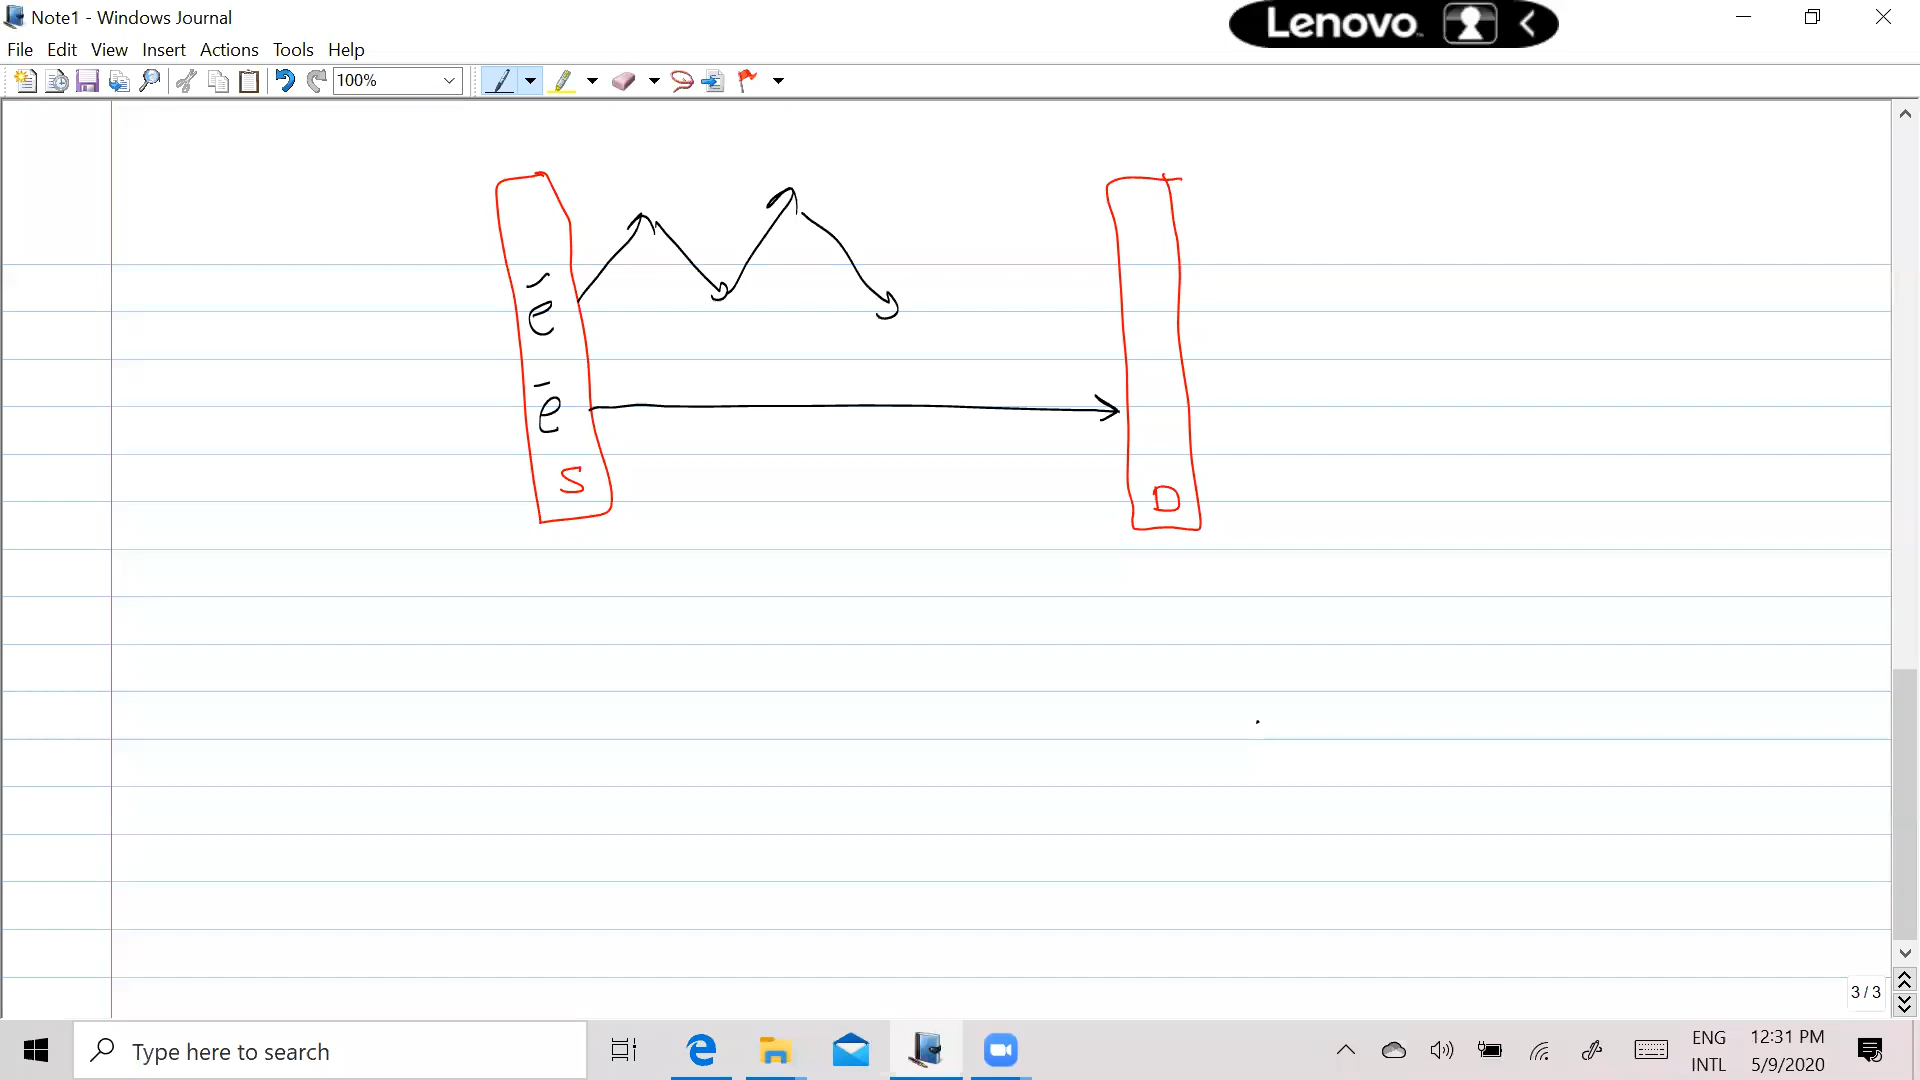 Note1 - Windows Journal
Lenovo
File Edit View Insert Actions Tools Help
100%
ē
ē
S
D
3 / 3
Type here to search
ENG
INTL
12:31 PM
5/9/2020